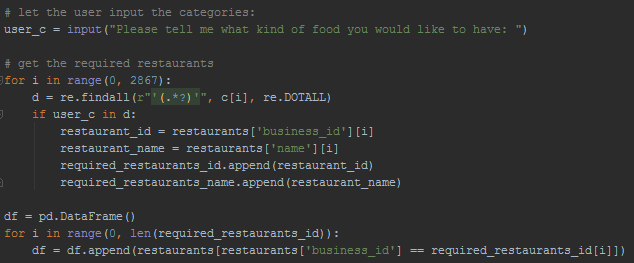 # let the user input the categories:
user_c = input("Please tell me what kind of food you would like to have: ")

# get the required restaurants
for i in range(0, 2867):
    d = re.findall(r"'(.*?)'", c[i], re.DOTALL)
    if user_c in d:
        restaurant_id = restaurants['business_id'][i]
        restaurant_name = restaurants['name'][i]
        required_restaurants_id.append(restaurant_id)
        required_restaurants_name.append(restaurant_name)

df = pd.DataFrame()
for i in range(0, len(required_restaurants_id)):
    df = df.append(restaurants[restaurants['business_id'] == required_restaurants_id[i]])